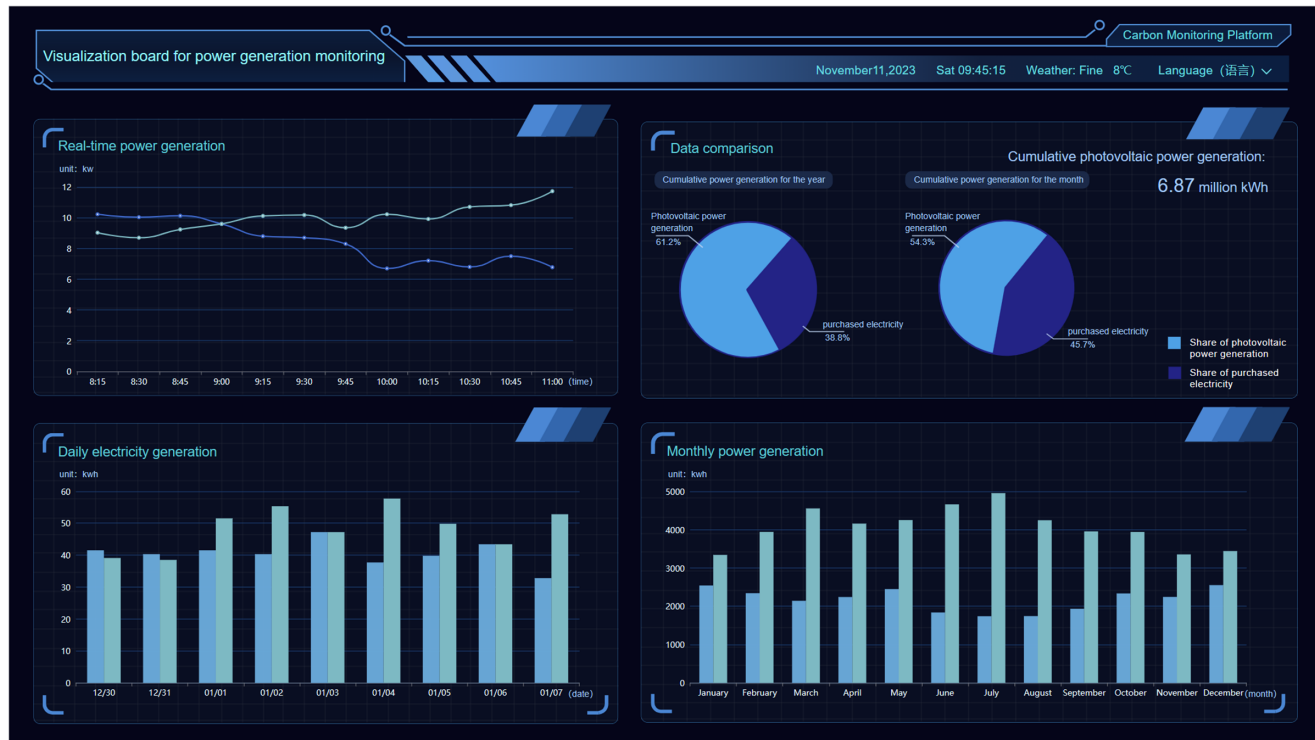 Visualization board for power generation monitoring
Carbon Monitoring Platform
November11,2023 Sat 09:45:15 Weather: Fine 8℃ Language (语言)
Real-time power generation
unit: kw
12
10
8
6
4
2
0
8:15 8:30 8:45 9:00 9:15 9:30 9:45 10:00 10:15 10:30 10:45 11:00 (time)
Data comparison
Cumulative photovoltaic power generation:
6.87 million kWh
Cumulative power generation for the year
Photovoltaic power
generation
61.2%
purchased electricity
38.8%
Cumulative power generation for the month
Photovoltaic power
generation
54.3%
purchased electricity
45.7%
Share of photovoltaic
power generation
Share of purchased
electricity
Daily electricity generation
unit: kwh
60
50
40
30
20
10
0
12/30 12/31 01/01 01/02 01/03 01/04 01/05 01/06 01/07 (date)
Monthly power generation
unit: kwh
5000
4000
3000
2000
1000
0
January February March April May June July August September October November December (month)